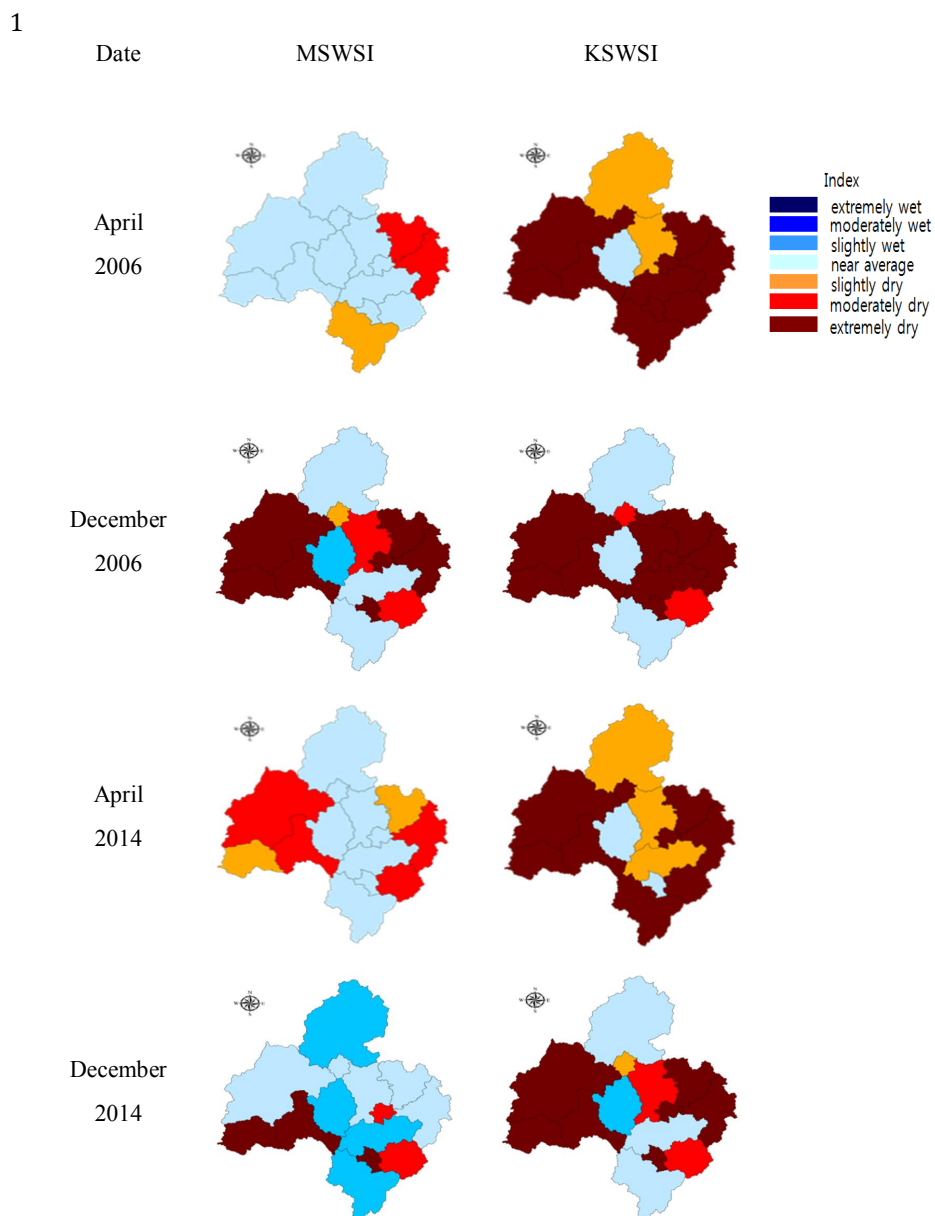 1
Date MSWSI KSWSI
Index
extremely wet
moderately wet
slightly wet
near average
slightly dry
moderately dry
extremely dry
April
2006
December
2006
April
2014
December
2014